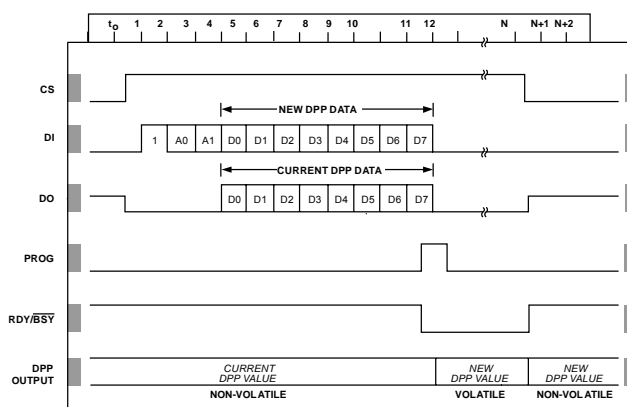 to 1 2 3 4 5 6 7 8 9 10 11 12 N N+1 N+2
CS
NEW DPP DATA
DI 1 A0 A1 D0 D1 D2 D3 D4 D5 D6 D7
CURRENT DPP DATA
DO D0 D1 D2 D3 D4 D5 D6 D7
PROG
RDY/BSY
DPP OUTPUT
CURRENT DPP VALUE
NEW DPP VALUE
NEW DPP VALUE
NON-VOLATILE VOLATILE NON-VOLATILE